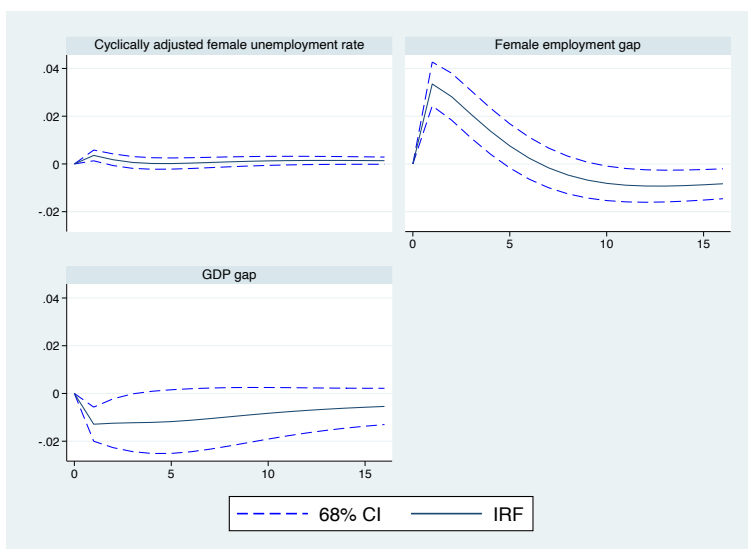 Cyclically adjusted female unemployment rate
Female employment gap
.04
.02
0
-.02
0 5 10 15
GDP gap
.04
.02
0
-.02
0 5 10 15
68% CI
IRF